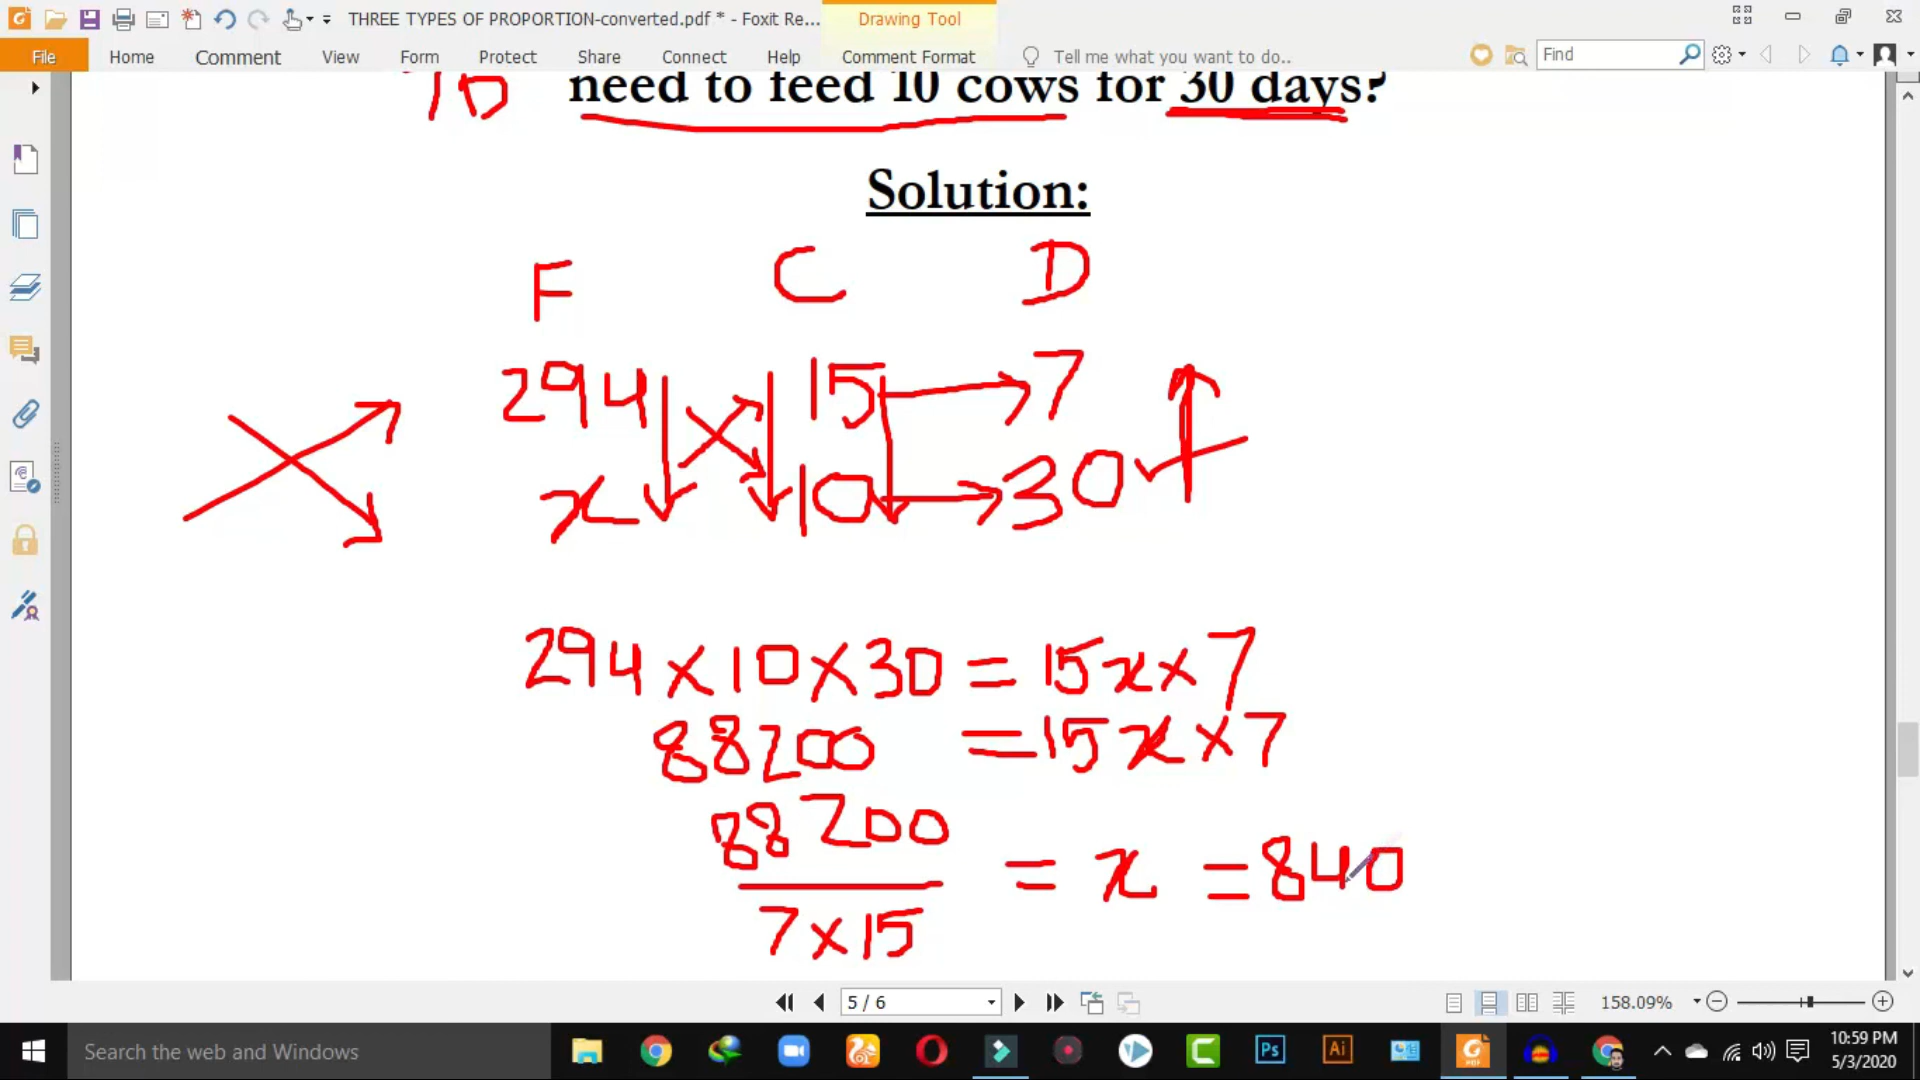 THREE TYPES OF PROPORTION-converted.pdf * - Foxit Re...
Drawing Tool
File Home Comment View Form Protect Share Connect Help Comment Format Tell me what you want to do.. Find
need to feed 10 cows for 30 days?
Solution:
F C D
294 15 7
x 10 30
294 × 10 × 30 = 15x × 7
88200 = 15x × 7
88200
= x = 840
7 × 15
5 / 6
158.09%
Search the web and Windows
Ps
Ai
10:59 PM
5/3/2020